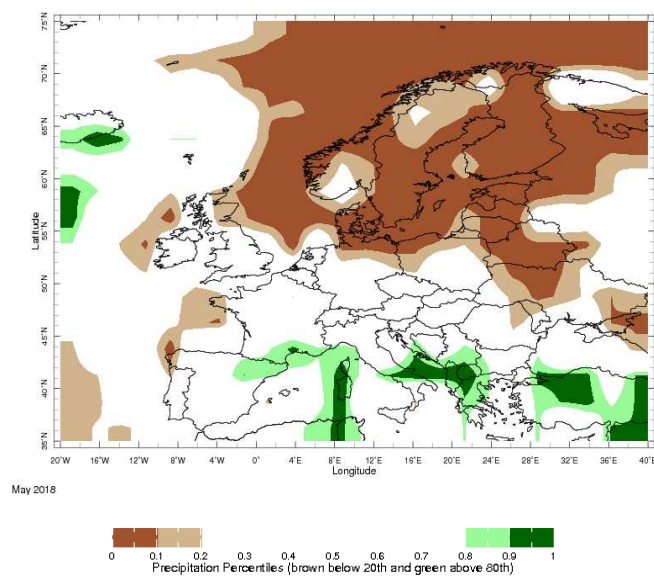 75°N
70°N
65°N
60°N
55°N
50°N
45°N
40°N
35°N
Latitude
20°W 16°W 12°W 8°W 4°W 0° 4°E 8°E 12°E 16°E 20°E 24°E 28°E 32°E 36°E 40°E
Longitude
May 2018
0 0.1 0.2 0.3 0.4 0.5 0.6 0.7 0.8 0.9 1
Precipitation Percentiles (brown below 20th and green above 80th)